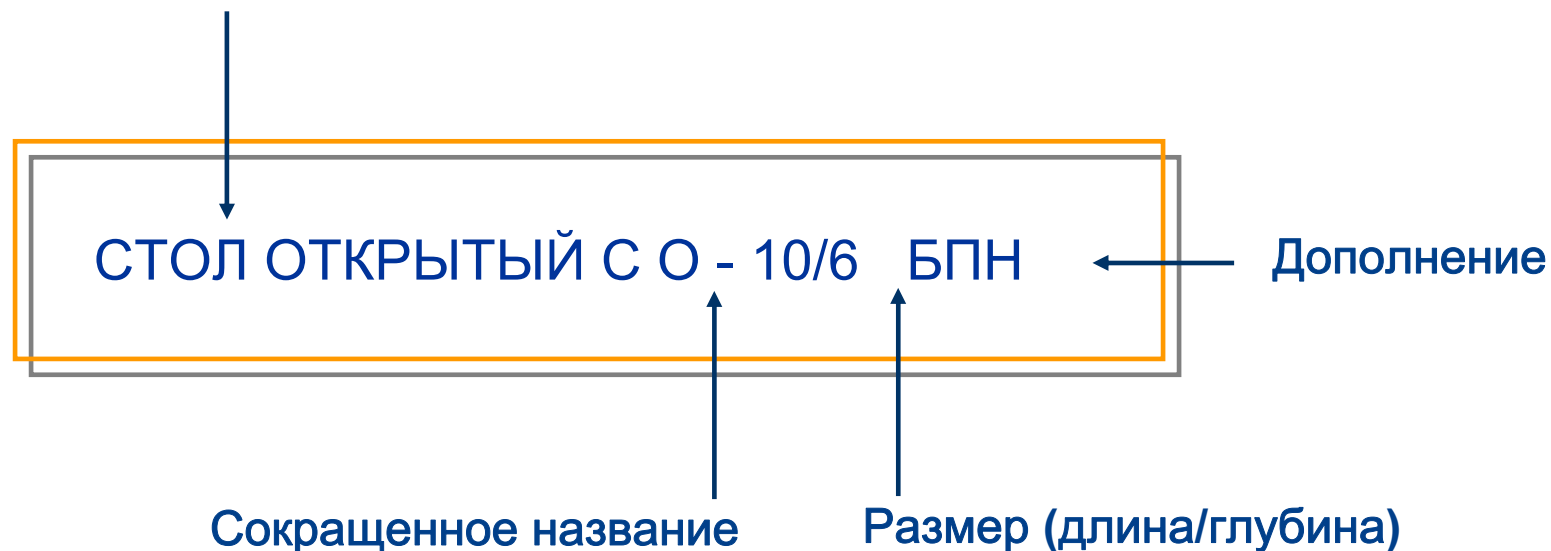 СТОЛ ОТКРЫТЫЙ С О - 10/6 БПН
Дополнение
Сокращенное название
Размер (длина/глубина)